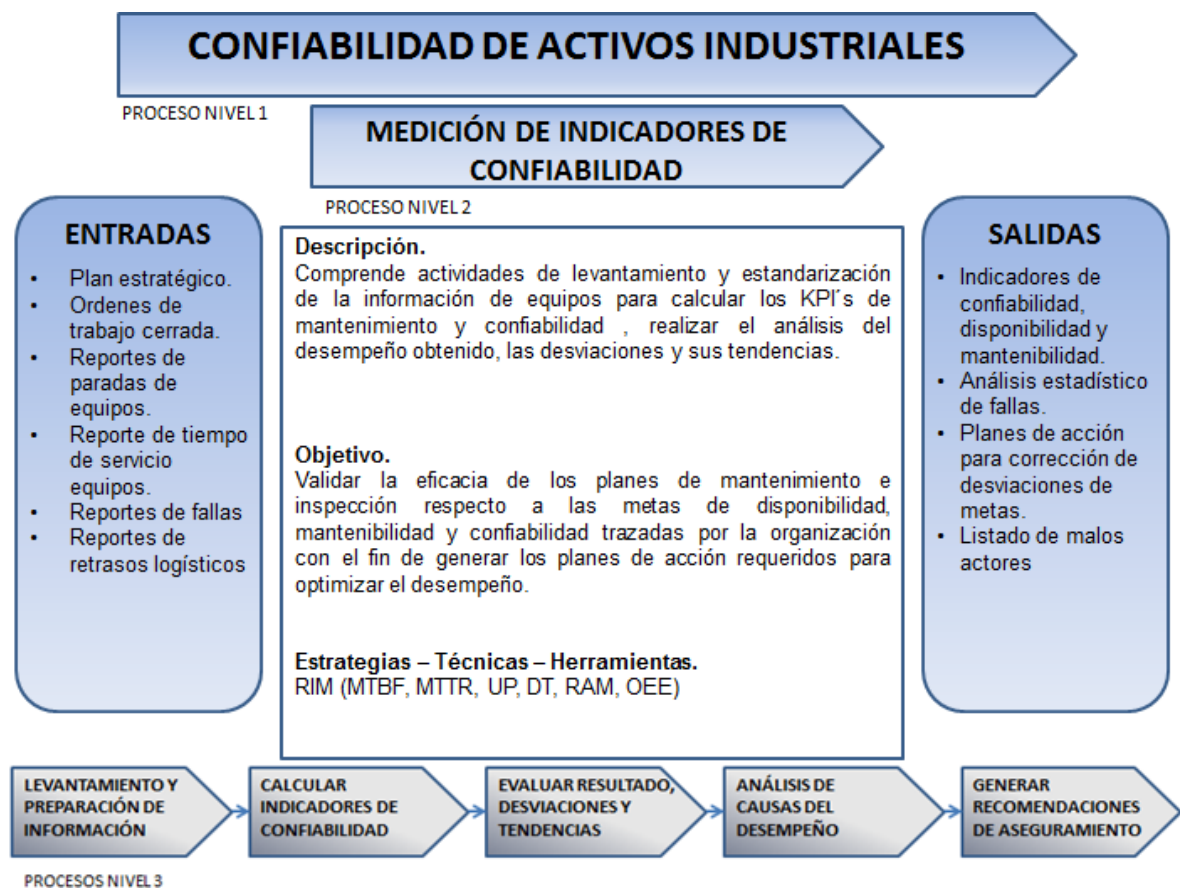 CONFIABILIDAD DE ACTIVOS INDUSTRIALES
PROCESO NIVEL 1
MEDICIÓN DE INDICADORES DE
CONFIABILIDAD
PROCESO NIVEL 2
ENTRADAS
• Plan estratégico.
• Ordenes de
trabajo cerrada.
• Reportes de
paradas de
equipos.
• Reporte de tiempo
de servicio
equipos.
• Reportes de fallas
• Reportes de
retrasos logísticos
Descripción.
Comprende actividades de levantamiento y estandarización
de la información de equipos para calcular los KPI´s de
mantenimiento y confiabilidad , realizar el análisis del
desempeño obtenido, las desviaciones y sus tendencias.
Objetivo.
Validar la eficacia de los planes de mantenimiento e
inspección respecto a las metas de disponibilidad,
mantenibilidad y confiabilidad trazadas por la organización
con el fin de generar los planes de acción requeridos para
optimizar el desempeño.
Estrategias – Técnicas – Herramientas.
RIM (MTBF, MTTR, UP, DT, RAM, OEE)
SALIDAS
• Indicadores de
confiabilidad,
disponibilidad y
mantenibilidad.
• Análisis estadístico
de fallas.
• Planes de acción
para corrección de
desviaciones de
metas.
• Listado de malos
actores
LEVANTAMIENTO Y
PREPARACIÓN DE
INFORMACIÓN
CALCULAR
INDICADORES DE
CONFIABILIDAD
EVALUAR RESULTADO,
DESVIACIONES Y
TENDENCIAS
ANÁLISIS DE
CAUSAS DEL
DESEMPEÑO
GENERAR
RECOMENDACIONES
DE ASEGURAMIENTO
PROCESOS NIVEL 3